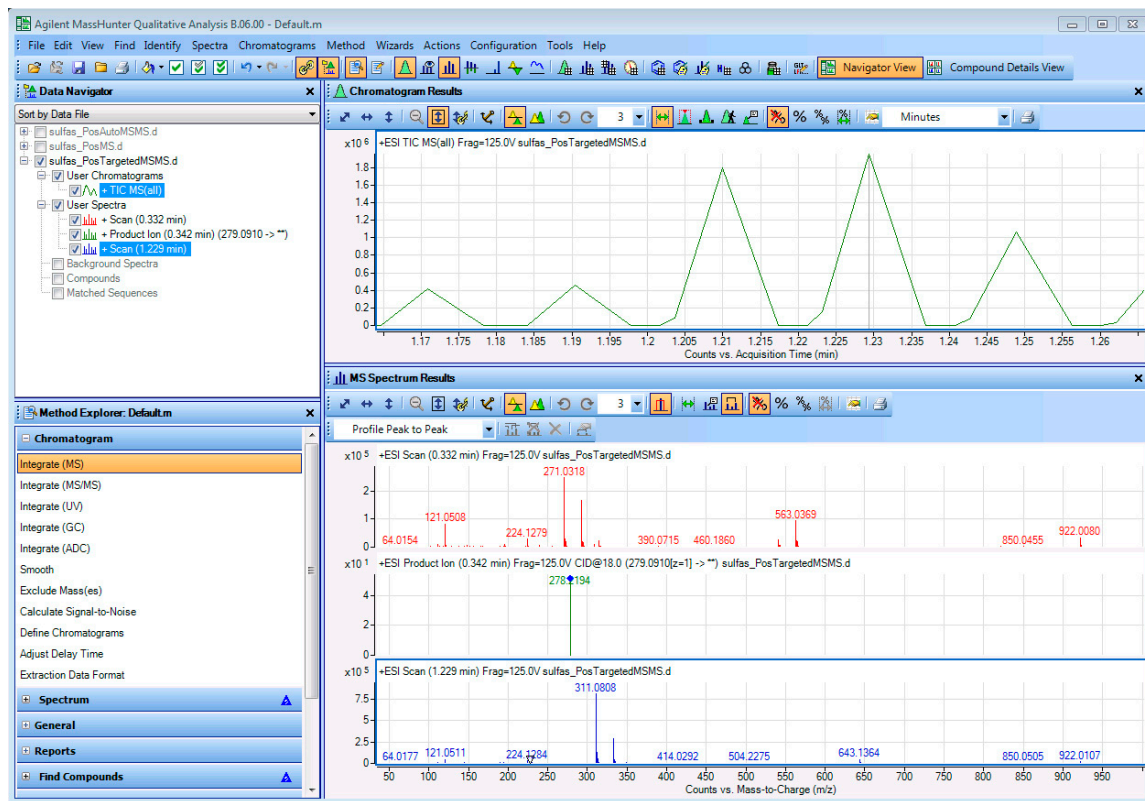 Agilent MassHunter Qualitative Analysis B.06.00 - Default.m
File Edit View Find Identify Spectra Chromatograms Method Wizards Actions Configuration Tools Help
Navigator View Compound Details View
Data Navigator
Sort by Data File
sulfas_PosAutoMSMS.d
sulfas_PosMS.d
sulfas_PosTargetedMSMS.d
User Chromatograms
+ TIC MS(all)
User Spectra
+ Scan (0.332 min)
+ Product Ion (0.342 min) (279.0910 -> **)
+ Scan (1.229 min)
Background Spectra
Compounds
Matched Sequences
Method Explorer: Default.m
Chromatogram
Integrate (MS)
Integrate (MS/MS)
Integrate (UV)
Integrate (GC)
Integrate (ADC)
Smooth
Exclude Mass(es)
Calculate Signal-to-Noise
Define Chromatograms
Adjust Delay Time
Extraction Data Format
Spectrum
General
Reports
Find Compounds
Chromatogram Results
3 Minutes
x10 6 +ESI TIC MS(all) Frag=125.0V sulfas_PosTargetedMSMS.d
1.8
1.6
1.4
1.2
1
0.8
0.6
0.4
0.2
0
1.17 1.175 1.18 1.185 1.19 1.195 1.2 1.205 1.21 1.215 1.22 1.225 1.23 1.235 1.24 1.245 1.25 1.255 1.26
Counts vs. Acquisition Time (min)
MS Spectrum Results
3
Profile Peak to Peak
x10 5 +ESI Scan (0.332 min) Frag=125.0V sulfas_PosTargetedMSMS.d
271.0318
2
1
0
64.0154 121.0508 224.1279 390.0715 460.1860 563.0369 850.0455 922.0080
x10 1 +ESI Product Ion (0.342 min) Frag=125.0V CID@18.0 (279.0910[z=1] -> **) sulfas_PosTargetedMSMS.d
4
2
0
x10 5 +ESI Scan (1.229 min) Frag=125.0V sulfas_PosTargetedMSMS.d
311.0808
7.5
5
2.5
0
64.0177 121.0511 224.1284 414.0292 504.2275 643.1364 850.0505 922.0107
50 100 150 200 250 300 350 400 450 500 550 600 650 700 750 800 850 900 950
Counts vs. Mass-to-Charge (m/z)